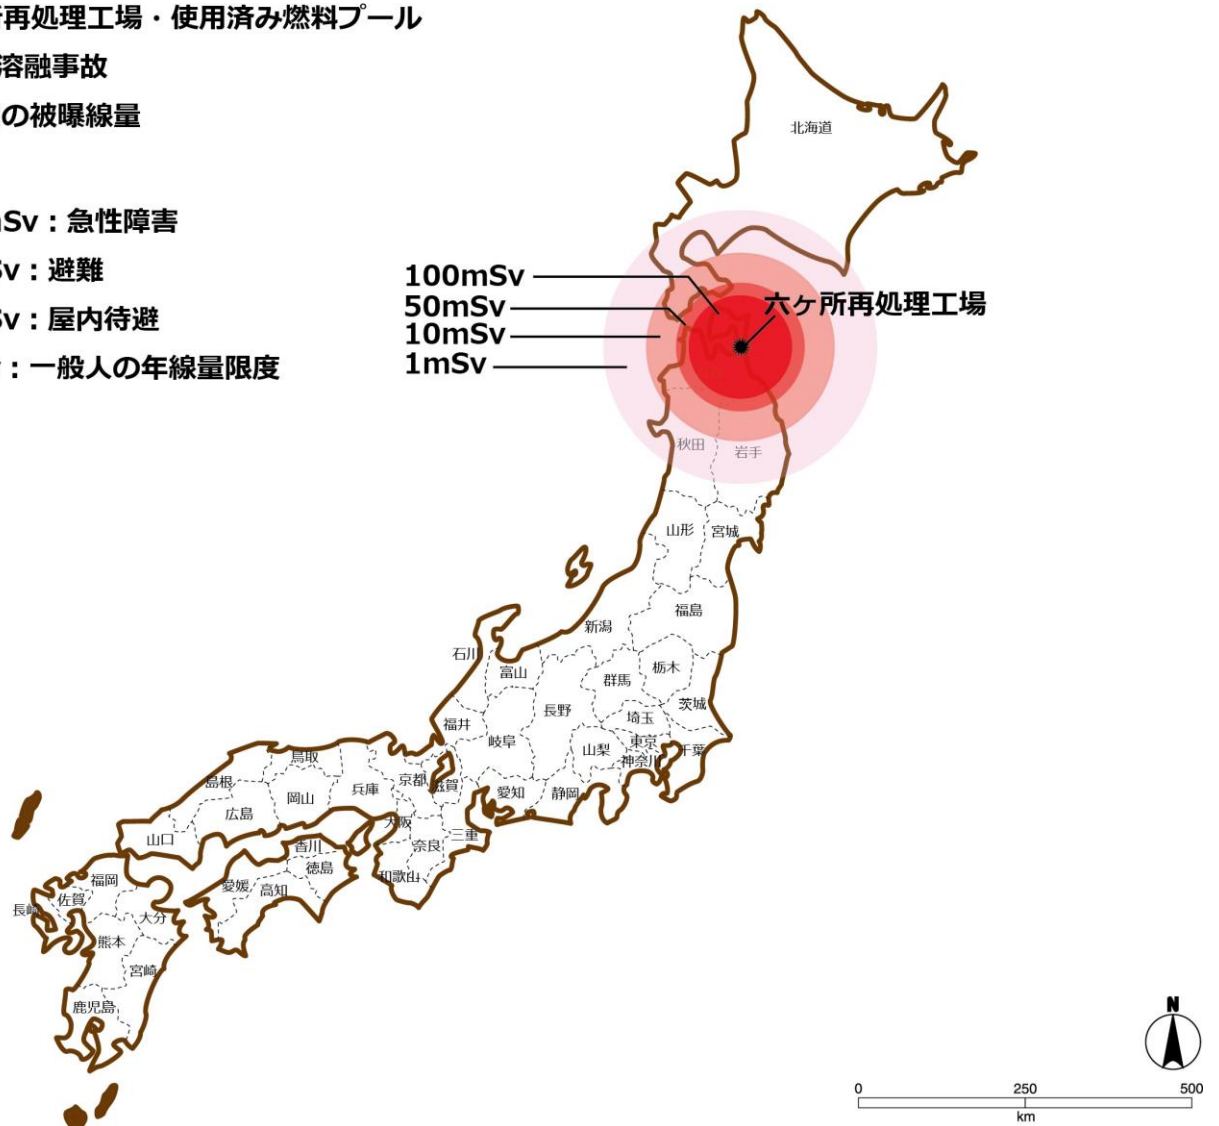 所再処理工場・使用済み燃料プール
溶融事故
の被曝線量
mSv：急性障害
Sv：避難
Sv：屋内待避
：一般人の年線量限度
100mSv
50mSv
10mSv
1mSv
六ヶ所再処理工場
北海道
秋田
岩手
山形
宮城
福島
新潟
石川
富山
群馬
栃木
茨城
長野
埼玉
福井
岐阜
山梨
東京
神奈川
千葉
愛知
静岡
鳥取
島根
岡山
兵庫
京都
滋賀
広島
山口
大阪
奈良
三重
和歌山
香川
徳島
愛媛
高知
福岡
佐賀
長崎
大分
熊本
宮崎
鹿児島
N
0 250 500
km